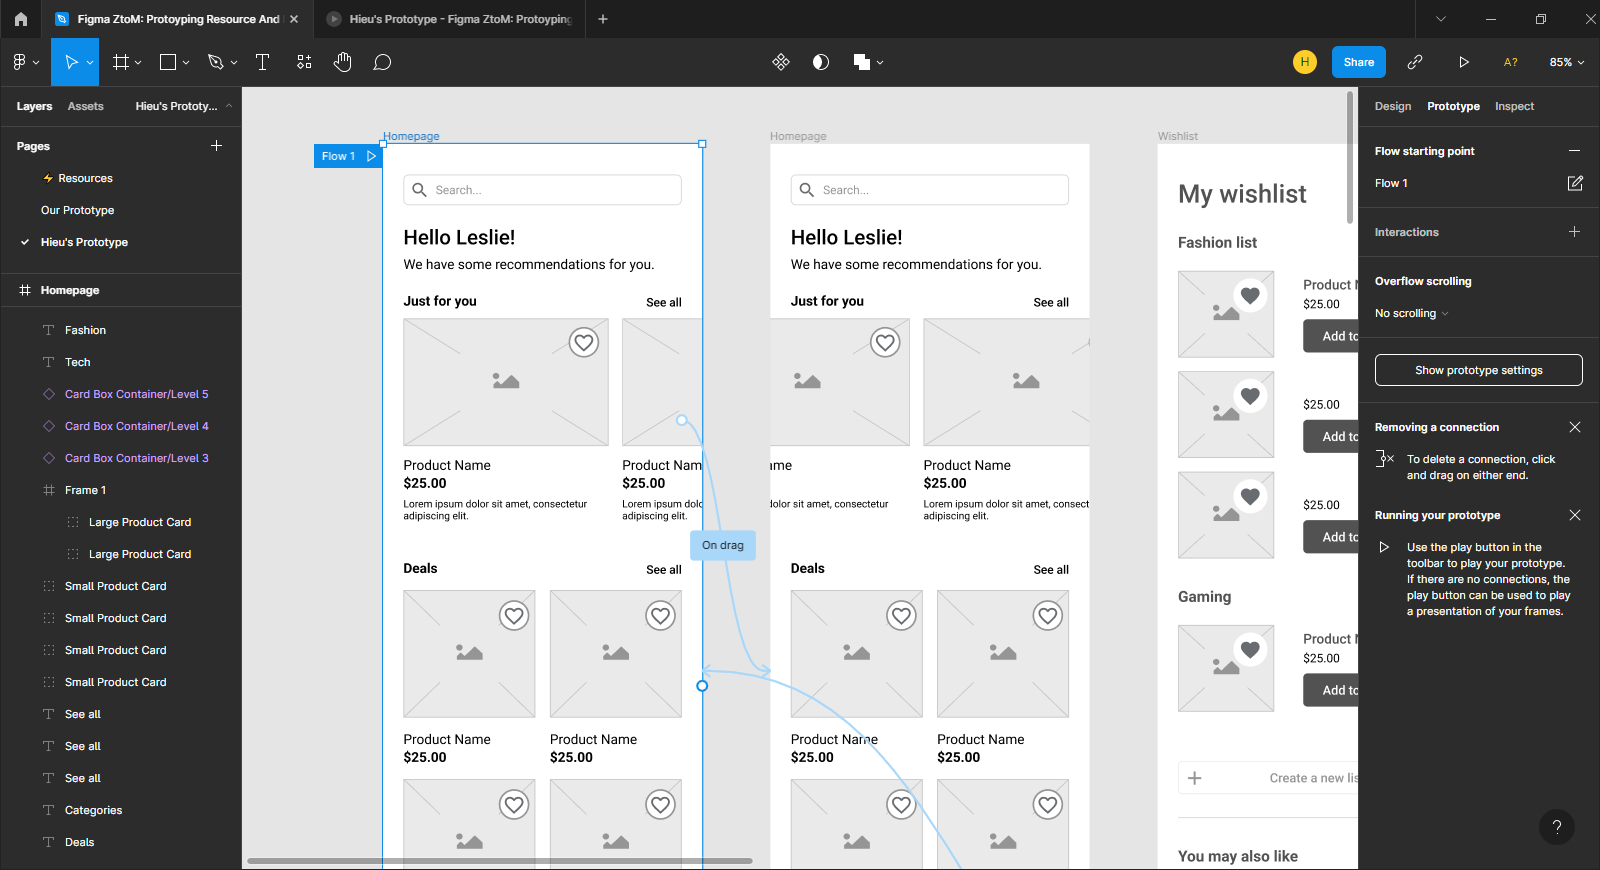 Figma ZtoM: Protoyping Resource And
Hieu's Prototype - Figma ZtoM: Protoyping
H
Share
A?
85%
Layers
Assets
Hieu's Prototy...
Pages
⚡ Resources
Our Prototype
Hieu's Prototype
Homepage
Fashion
Tech
Card Box Container/Level 5
Card Box Container/Level 4
Card Box Container/Level 3
Frame 1
Large Product Card
Large Product Card
Small Product Card
Small Product Card
Small Product Card
Small Product Card
See all
See all
See all
Categories
Deals
Homepage
Flow 1
Search...
Hello Leslie!
We have some recommendations for you.
Just for you
See all
Product Name
$25.00
Lorem ipsum dolor sit amet, consectetur
adipiscing elit.
Product Nam
$25.00
Lorem ipsum dolo
adipiscing elit.
On drag
Deals
See all
Product Name
$25.00
Product Name
$25.00
Homepage
Search...
Hello Leslie!
We have some recommendations for you.
Just for you
See all
me
dolor sit amet, consectetur
Product Name
$25.00
Lorem ipsum dolor sit amet, consect
adipiscing elit.
Deals
See all
Product Name
$25.00
Product Name
$25.00
Wishlist
My wishlist
Fashion list
Product N
$25.00
Add to
$25.00
Add to
$25.00
Add to
Gaming
Product N
$25.00
Add to
Create a new lis
You may also like
Design
Prototype
Inspect
Flow starting point
Flow 1
Interactions
Overflow scrolling
No scrolling
Show prototype settings
Removing a connection
To delete a connection, click
and drag on either end.
Running your prototype
Use the play button in the
toolbar to play your prototype.
If there are no connections, the
play button can be used to play
a presentation of your frames.
?